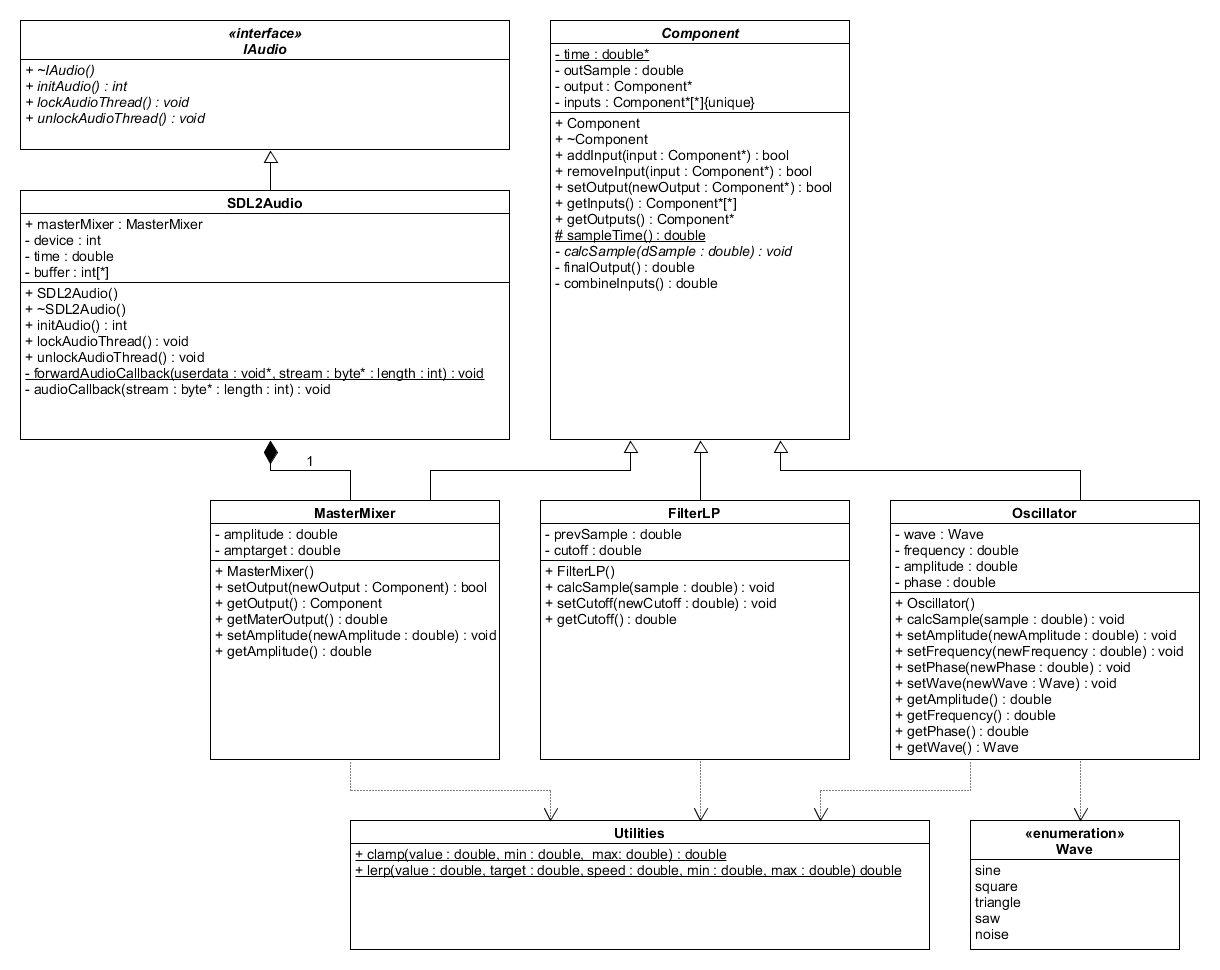 «interface»
IAudio
+ ~IAudio()
+ initAudio() : int
+ lockAudioThread() : void
+ unlockAudioThread() : void
Component
- time : double*
- outSample : double
- output : Component*
- inputs : Component*[*]{unique}
+ Component
+ ~Component
+ addInput(input : Component*) : bool
+ removeInput(input : Component*) : bool
+ setOutput(newOutput : Component*) : bool
+ getInputs() : Component*[*]
+ getOutputs() : Component*
# sampleTime() : double
- calcSample(dSample : double) : void
- finalOutput() : double
- combineInputs() : double
SDL2Audio
+ masterMixer : MasterMixer
- device : int
- time : double
- buffer : int[*]
+ SDL2Audio()
+ ~SDL2Audio()
+ initAudio() : int
+ lockAudioThread() : void
+ unlockAudioThread() : void
- forwardAudioCallback(userdata : void*, stream : byte* : length : int) : void
- audioCallback(stream : byte* : length : int) : void
1
MasterMixer
- amplitude : double
- amptarget : double
+ MasterMixer()
+ setOutput(newOutput : Component) : bool
+ getOutput() : Component
+ getMaterOutput() : double
+ setAmplitude(newAmplitude : double) : void
+ getAmplitude() : double
FilterLP
- prevSample : double
- cutoff : double
+ FilterLP()
+ calcSample(sample : double) : void
+ setCutoff(newCutoff : double) : void
+ getCutoff() : double
Oscillator
- wave : Wave
- frequency : double
- amplitude : double
- phase : double
+ Oscillator()
+ calcSample(sample : double) : void
+ setAmplitude(newAmplitude : double) : void
+ setFrequency(newFrequency : double) : void
+ setPhase(newPhase : double) : void
+ setWave(newWave : Wave) : void
+ getAmplitude() : double
+ getFrequency() : double
+ getPhase() : double
+ getWave() : Wave
Utilities
+ clamp(value : double, min : double, max: double) : double
+ lerp(value : double, target : double, speed : double, min : double, max : double) double
«enumeration»
Wave
sine
square
triangle
saw
noise